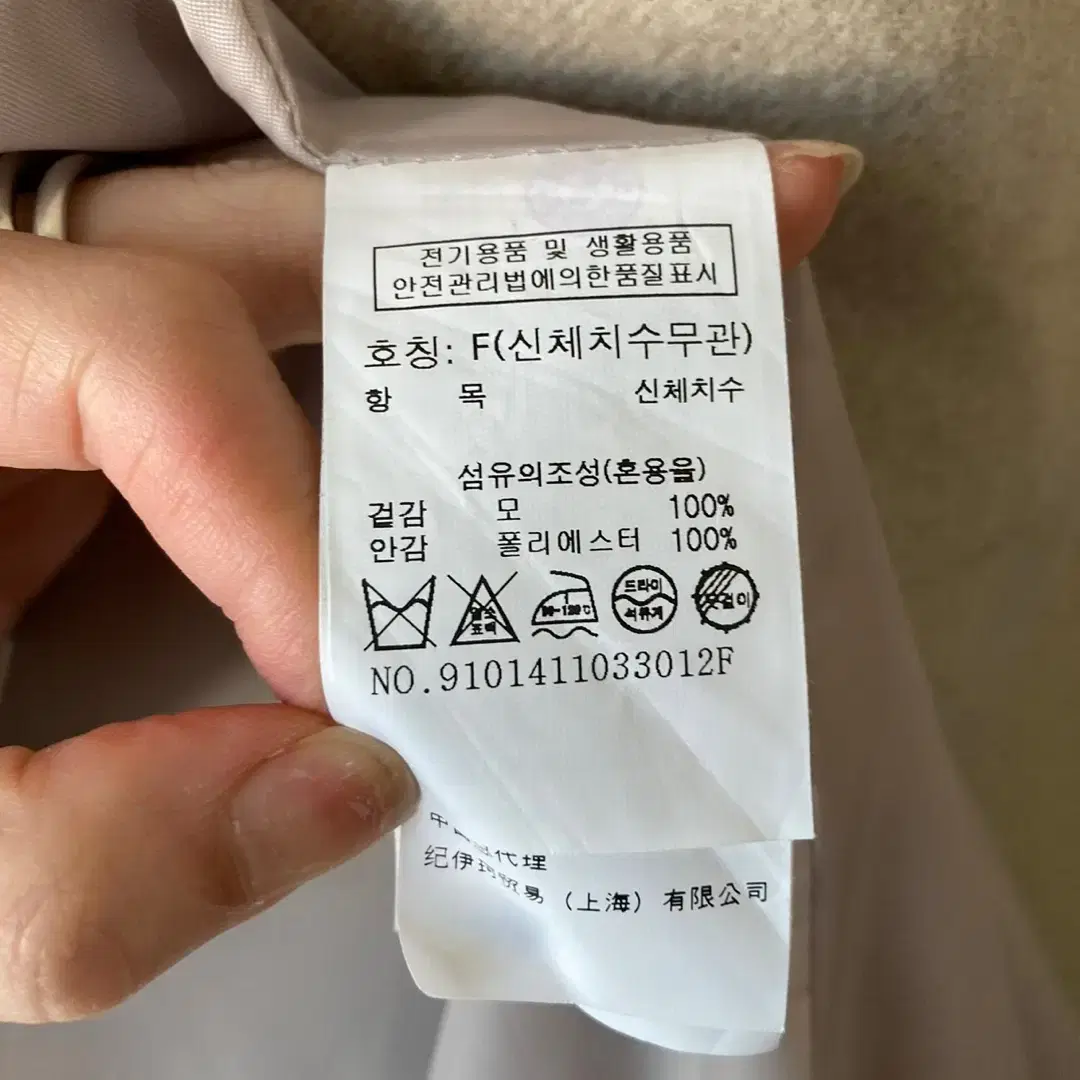 전기용품 및 생활용품
안전관리법에의한품질표시
호칭: F(신체치수무관)
항 목 신체치수
섬유의조성(혼용율)
겉감 모 100%
안감 폴리에스터 100%
드라이
석유계
NO.9101411033012F
代理
纪伊 贸易（上海）有限公司